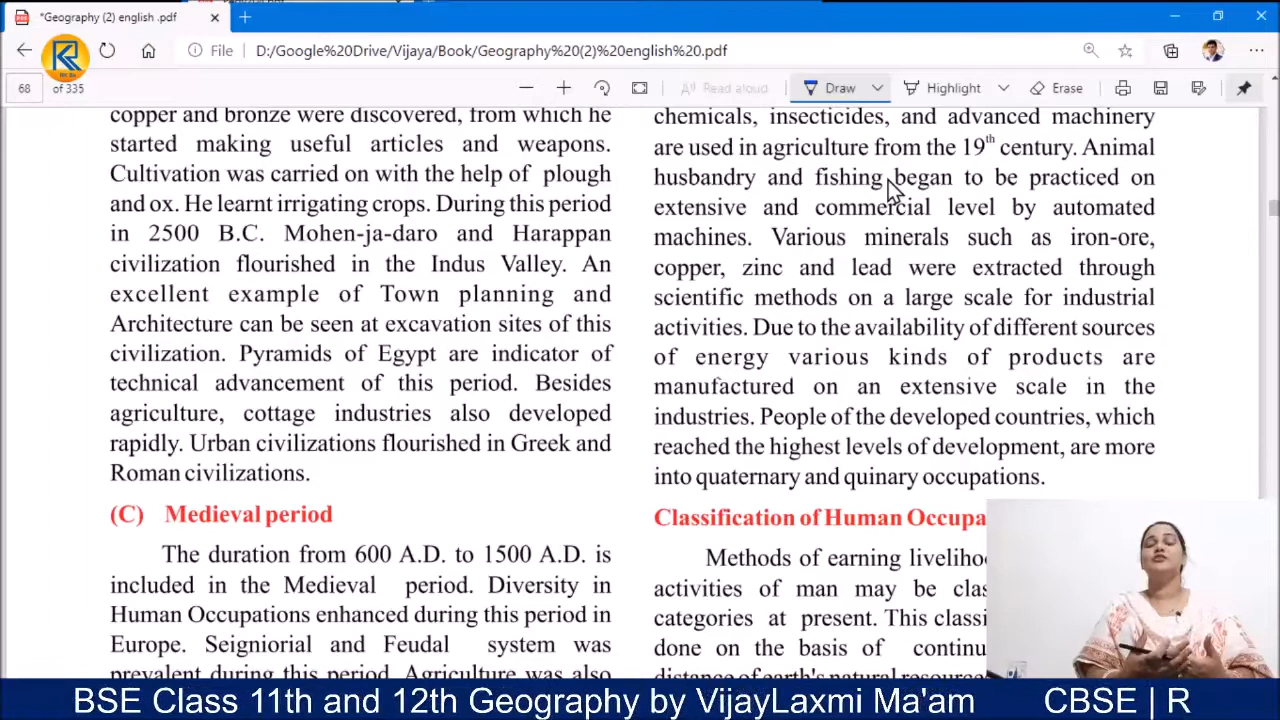 *Geography (2) english .pdf
File
D:/Google%20Drive/Vijaya/Book/Geography%20(2)%20english%20.pdf
68 of 335
Read aloud
Draw
Highlight
Erase
copper and bronze were discovered, from which he
started making useful articles and weapons.
Cultivation was carried on with the help of plough
and ox. He learnt irrigating crops. During this period
in 2500 B.C. Mohen-ja-daro and Harappan
civilization flourished in the Indus Valley. An
excellent example of Town planning and
Architecture can be seen at excavation sites of this
civilization. Pyramids of Egypt are indicator of
technical advancement of this period. Besides
agriculture, cottage industries also developed
rapidly. Urban civilizations flourished in Greek and
Roman civilizations.
(C) Medieval period
The duration from 600 A.D. to 1500 A.D. is
included in the Medieval period. Diversity in
Human Occupations enhanced during this period in
Europe. Seigniorial and Feudal system was
prevalent during this period. Agriculture was also
chemicals, insecticides, and advanced machinery
are used in agriculture from the 19th century. Animal
husbandry and fishing began to be practiced on
extensive and commercial level by automated
machines. Various minerals such as iron-ore,
copper, zinc and lead were extracted through
scientific methods on a large scale for industrial
activities. Due to the availability of different sources
of energy various kinds of products are
manufactured on an extensive scale in the
industries. People of the developed countries, which
reached the highest levels of development, are more
into quaternary and quinary occupations.
Classification of Human Occupa
Methods of earning livelihoo
activities of man may be clas
categories at present. This classi
done on the basis of continu
distance of earth's natural resource
BSE Class 11th and 12th Geography by VijayLaxmi Ma'am CBSE | R